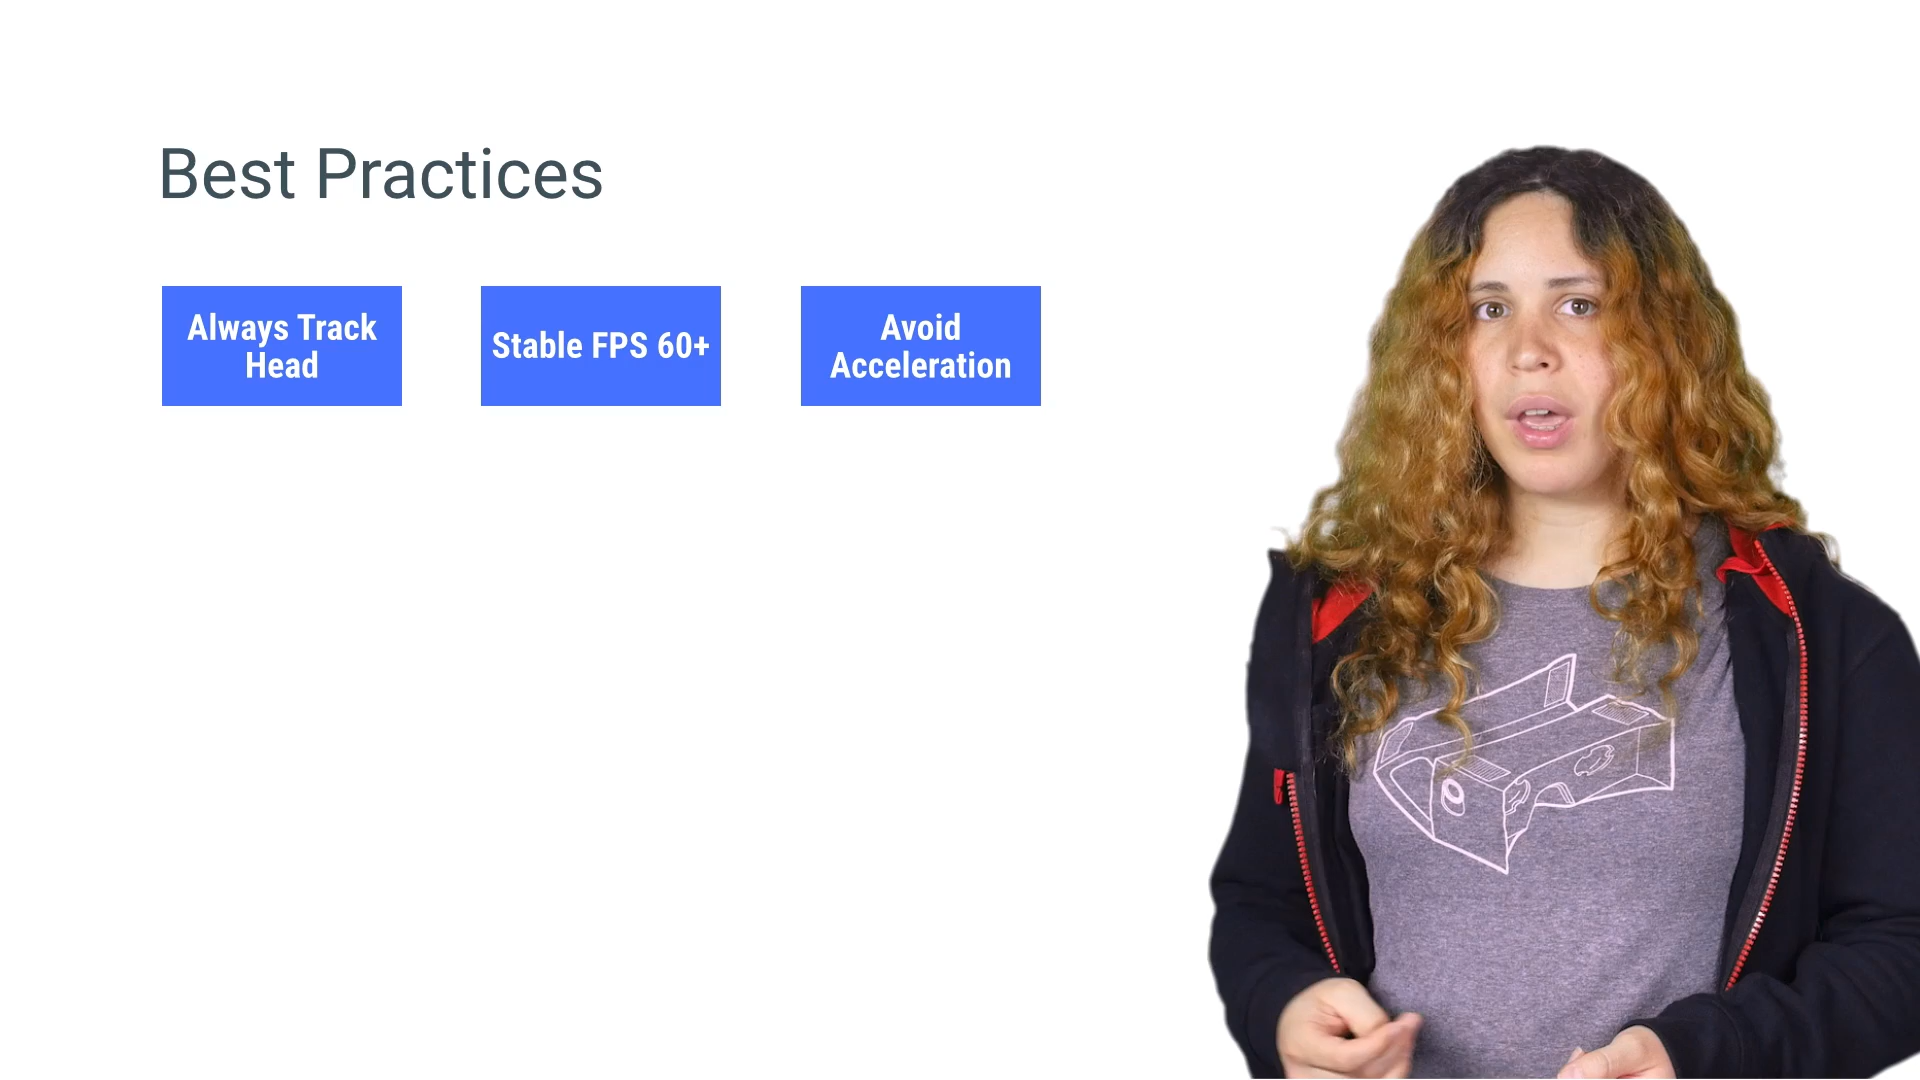 Best Practices
Always Track
Head
Stable FPS 60+
Avoid
Acceleration